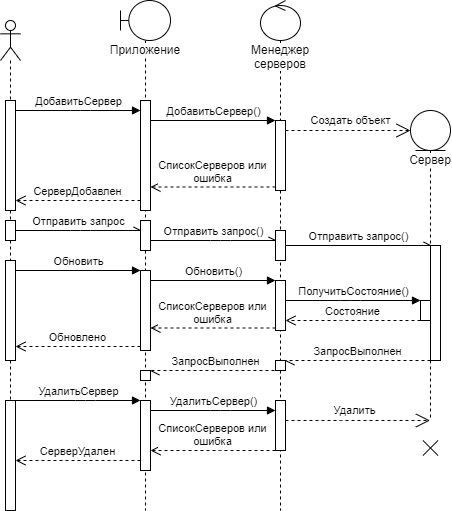 Приложение
Менеджер
серверов
Сервер
ДобавитьСервер
ДобавитьСервер()
Создать объект
СписокСерверов или
ошибка
СерверДобавлен
Отправить запрос
Отправить запрос()
Отправить запрос()
Обновить
Обновить()
ПолучитьСостояние()
Состояние
СписокСерверов или
ошибка
Обновлено
ЗапросВыполнен
ЗапросВыполнен
УдалитьСервер
УдалитьСервер()
Удалить
СписокСерверов или
ошибка
СерверУдален